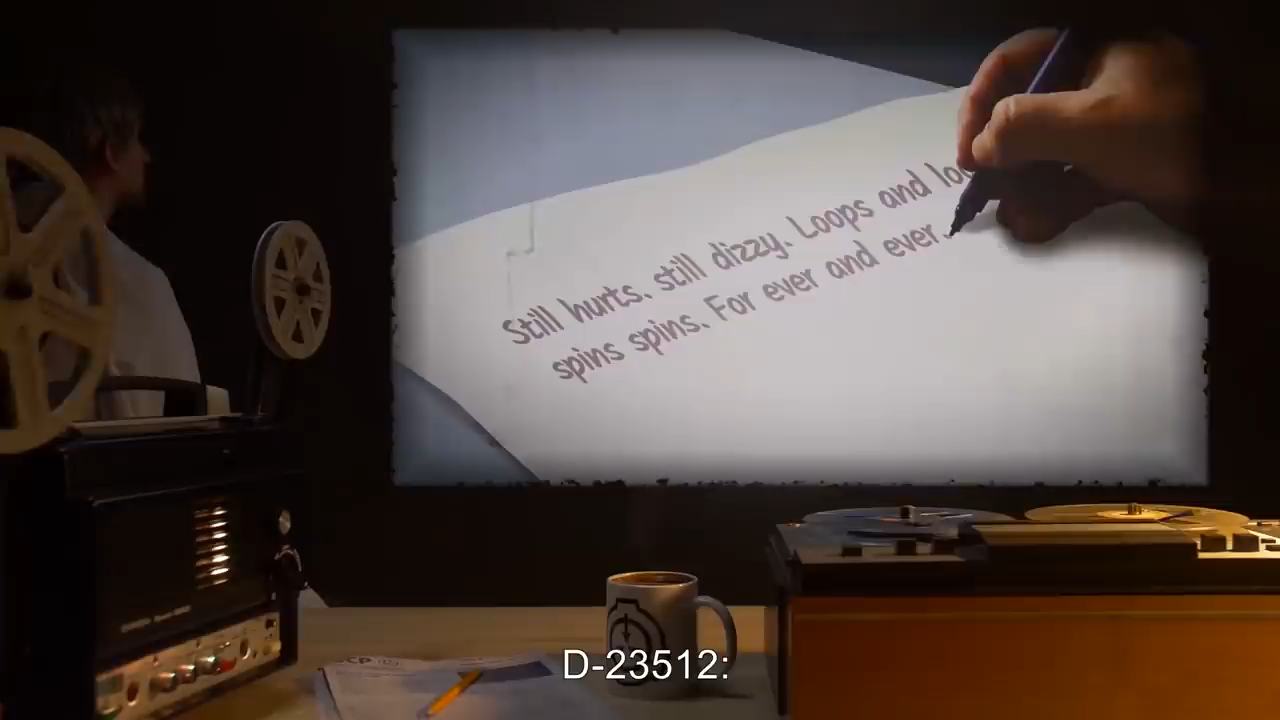 Still hurts, still dizzy. Loops and
spins spins. For ever and ever.
D-23512: